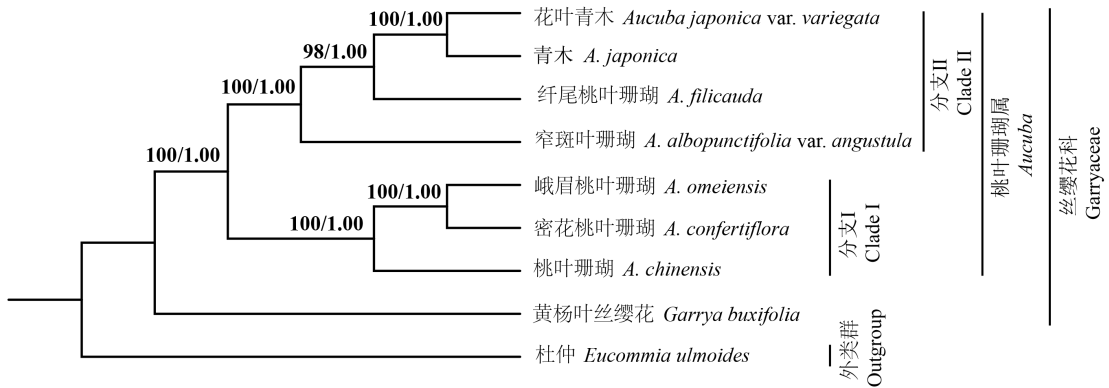 100/1.00
花叶青木 Aucuba japonica var. variegata
98/1.00
青木 A. japonica
100/1.00
纤尾桃叶珊瑚 A. filicauda
窄斑叶珊瑚 A. albopunctifolia var. angustula
100/1.00
100/1.00
峨眉桃叶珊瑚 A. omeiensis
密花桃叶珊瑚 A. confertiflora
100/1.00
桃叶珊瑚 A. chinensis
黄杨叶丝缨花 Garrya buxifolia
杜仲 Eucommia ulmoides
分支II
Clade II
分支I
Clade I
桃叶珊瑚属
Aucuba
丝缨花科
Garryaceae
外类群
Outgroup